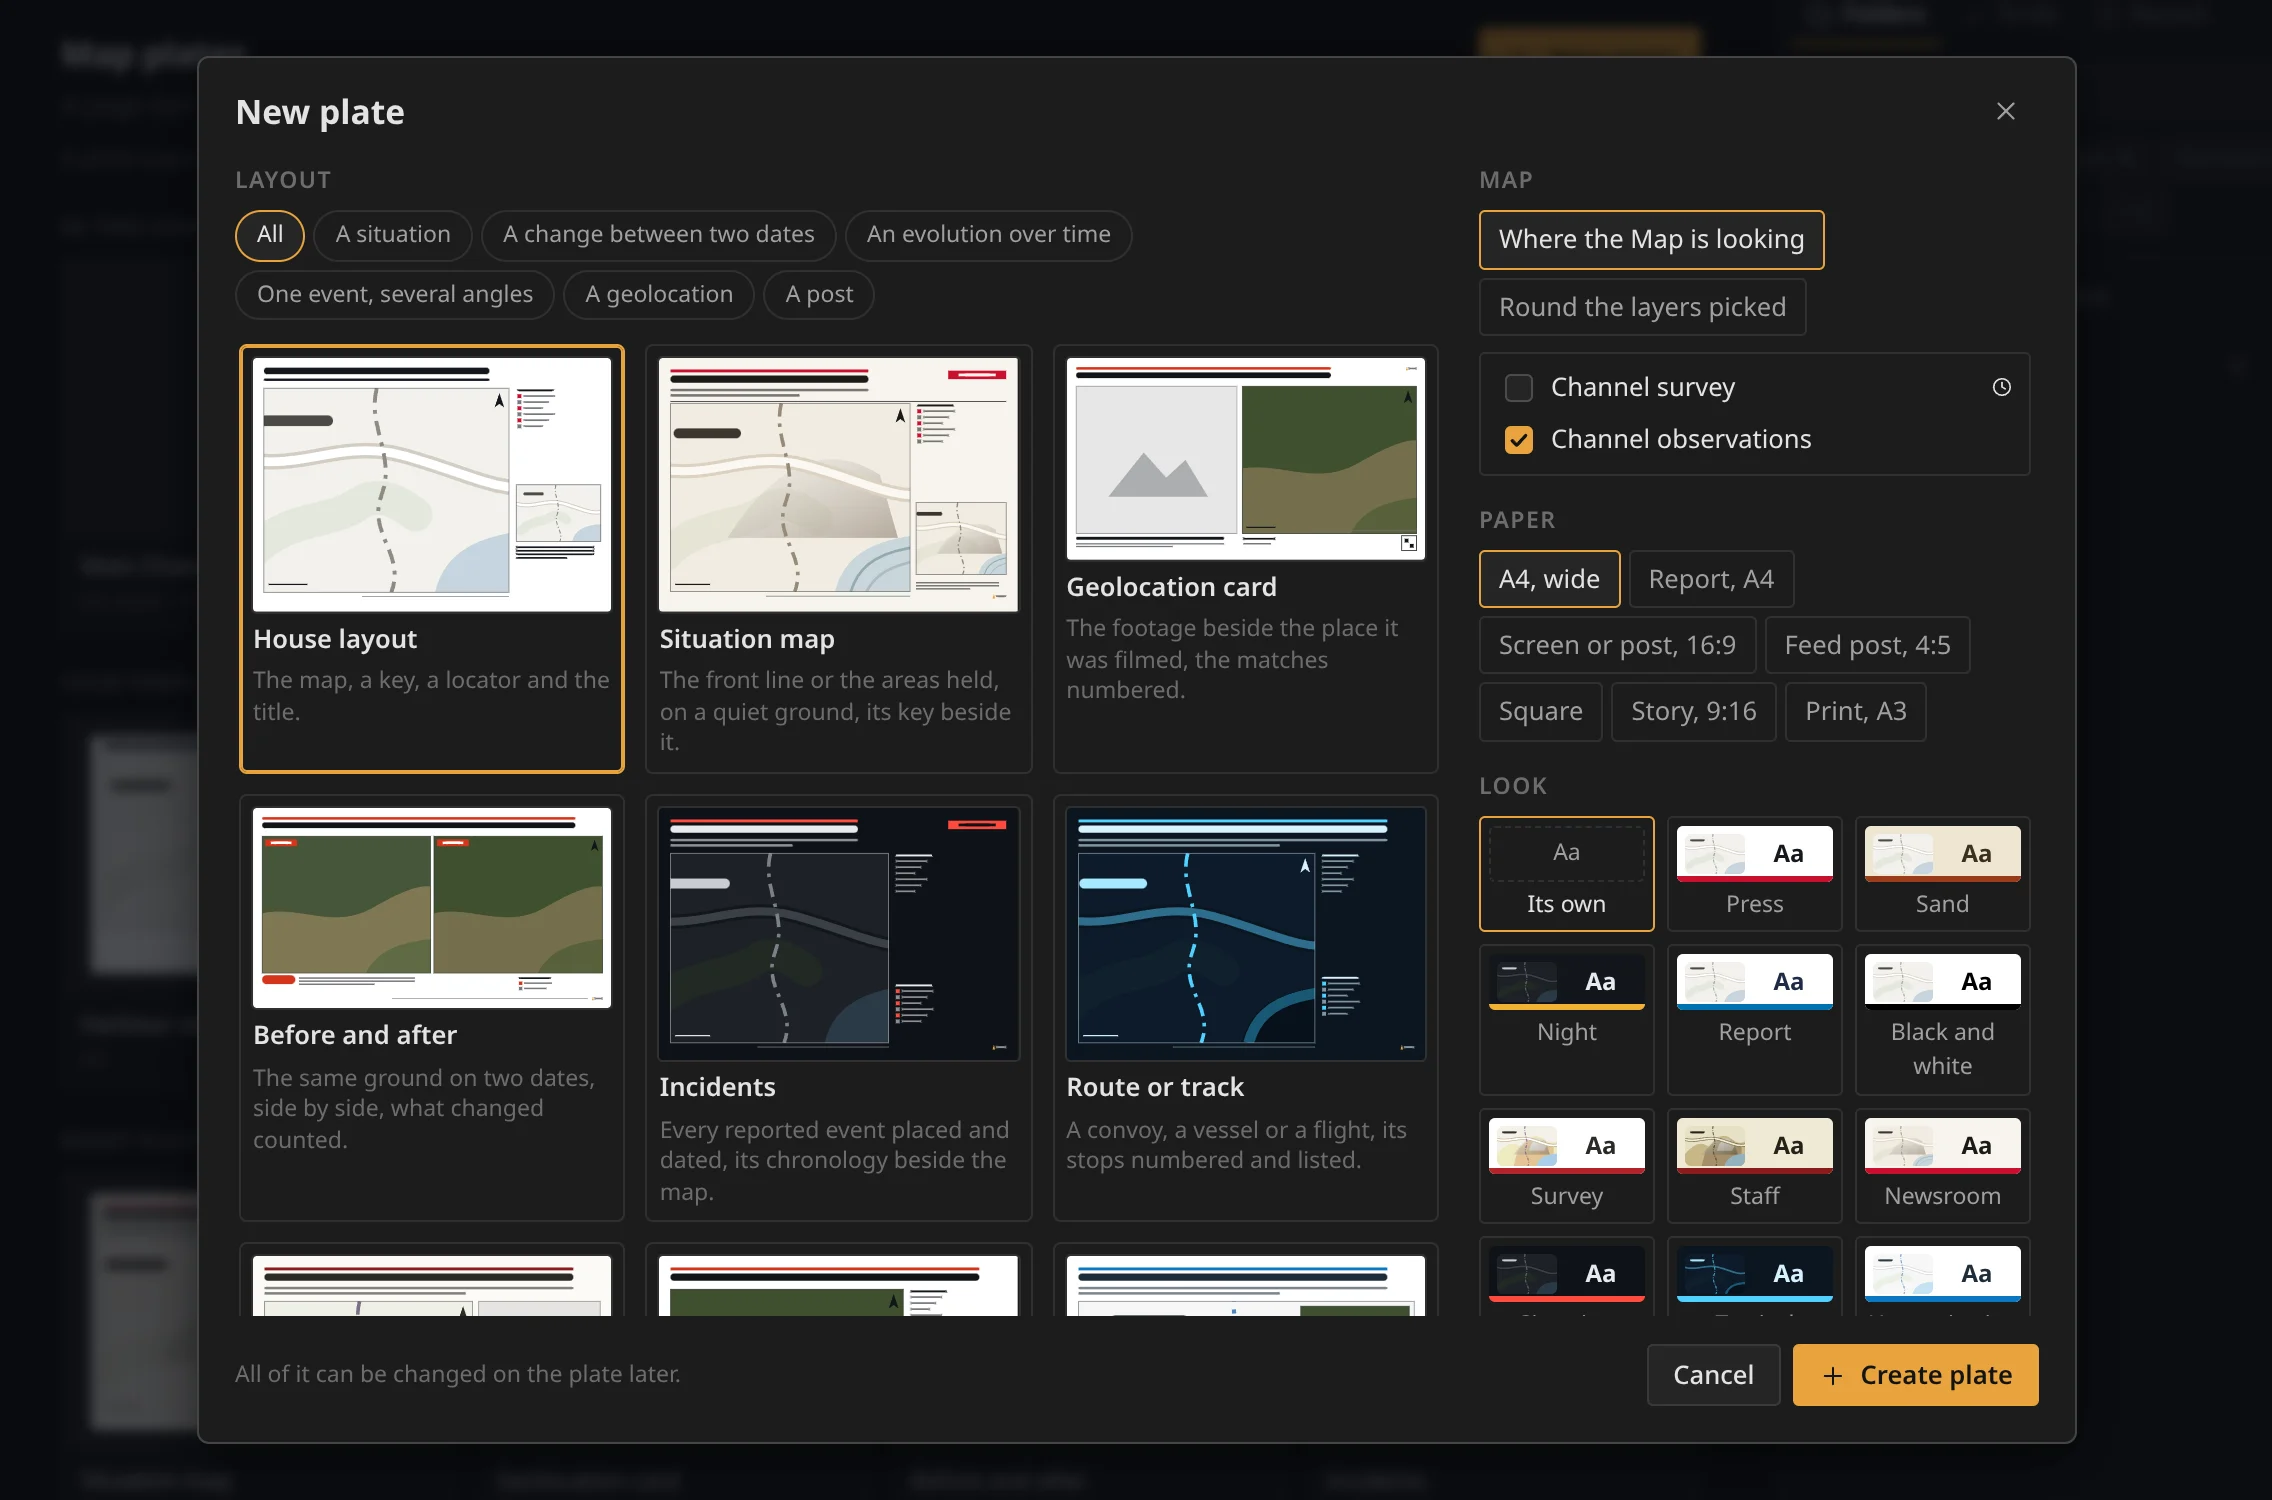 New plate
LAYOUT
All
A situation
A change between two dates
An evolution over time
One event, several angles
A geolocation
A post
House layout
The map, a key, a locator and the
title.
Situation map
The front line or the areas held,
on a quiet ground, its key beside
it.
Geolocation card
The footage beside the place it
was filmed, the matches
numbered.
Before and after
The same ground on two dates,
side by side, what changed
counted.
Incidents
Every reported event placed and
dated, its chronology beside the
map.
Route or track
A convoy, a vessel or a flight, its
stops numbered and listed.
MAP
Where the Map is looking
Round the layers picked
Channel survey
Channel observations
PAPER
A4, wide
Report, A4
Screen or post, 16:9
Feed post, 4:5
Square
Story, 9:16
Print, A3
LOOK
Aa
Its own
Aa
Press
Aa
Sand
Aa
Night
Aa
Report
Aa
Black and
white
Aa
Survey
Aa
Staff
Aa
Newsroom
Aa
Aa
Aa
All of it can be changed on the plate later.
Cancel
Create plate